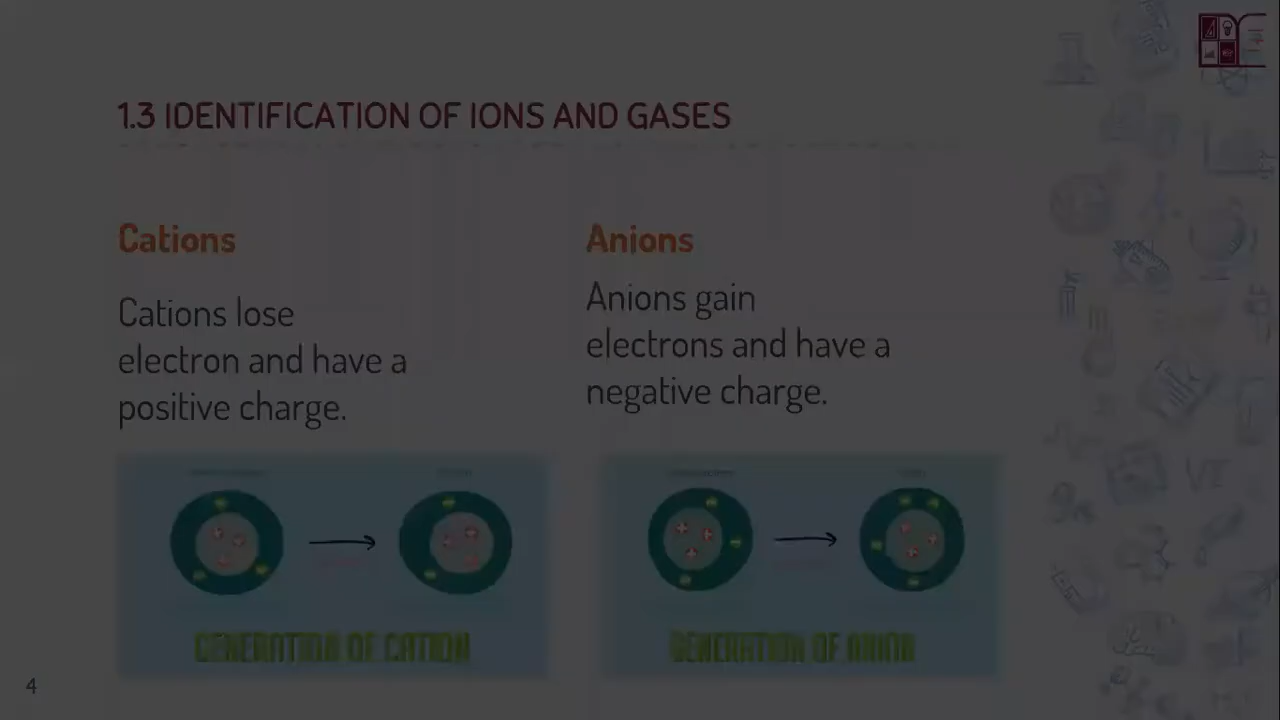 1.3 IDENTIFICATION OF IONS AND GASES
Cations
Cations lose
electron and have a
positive charge.
Anions
Anions gain
electrons and have a
negative charge.
GENERATION OF CATION
GENERATION OF ANION
4